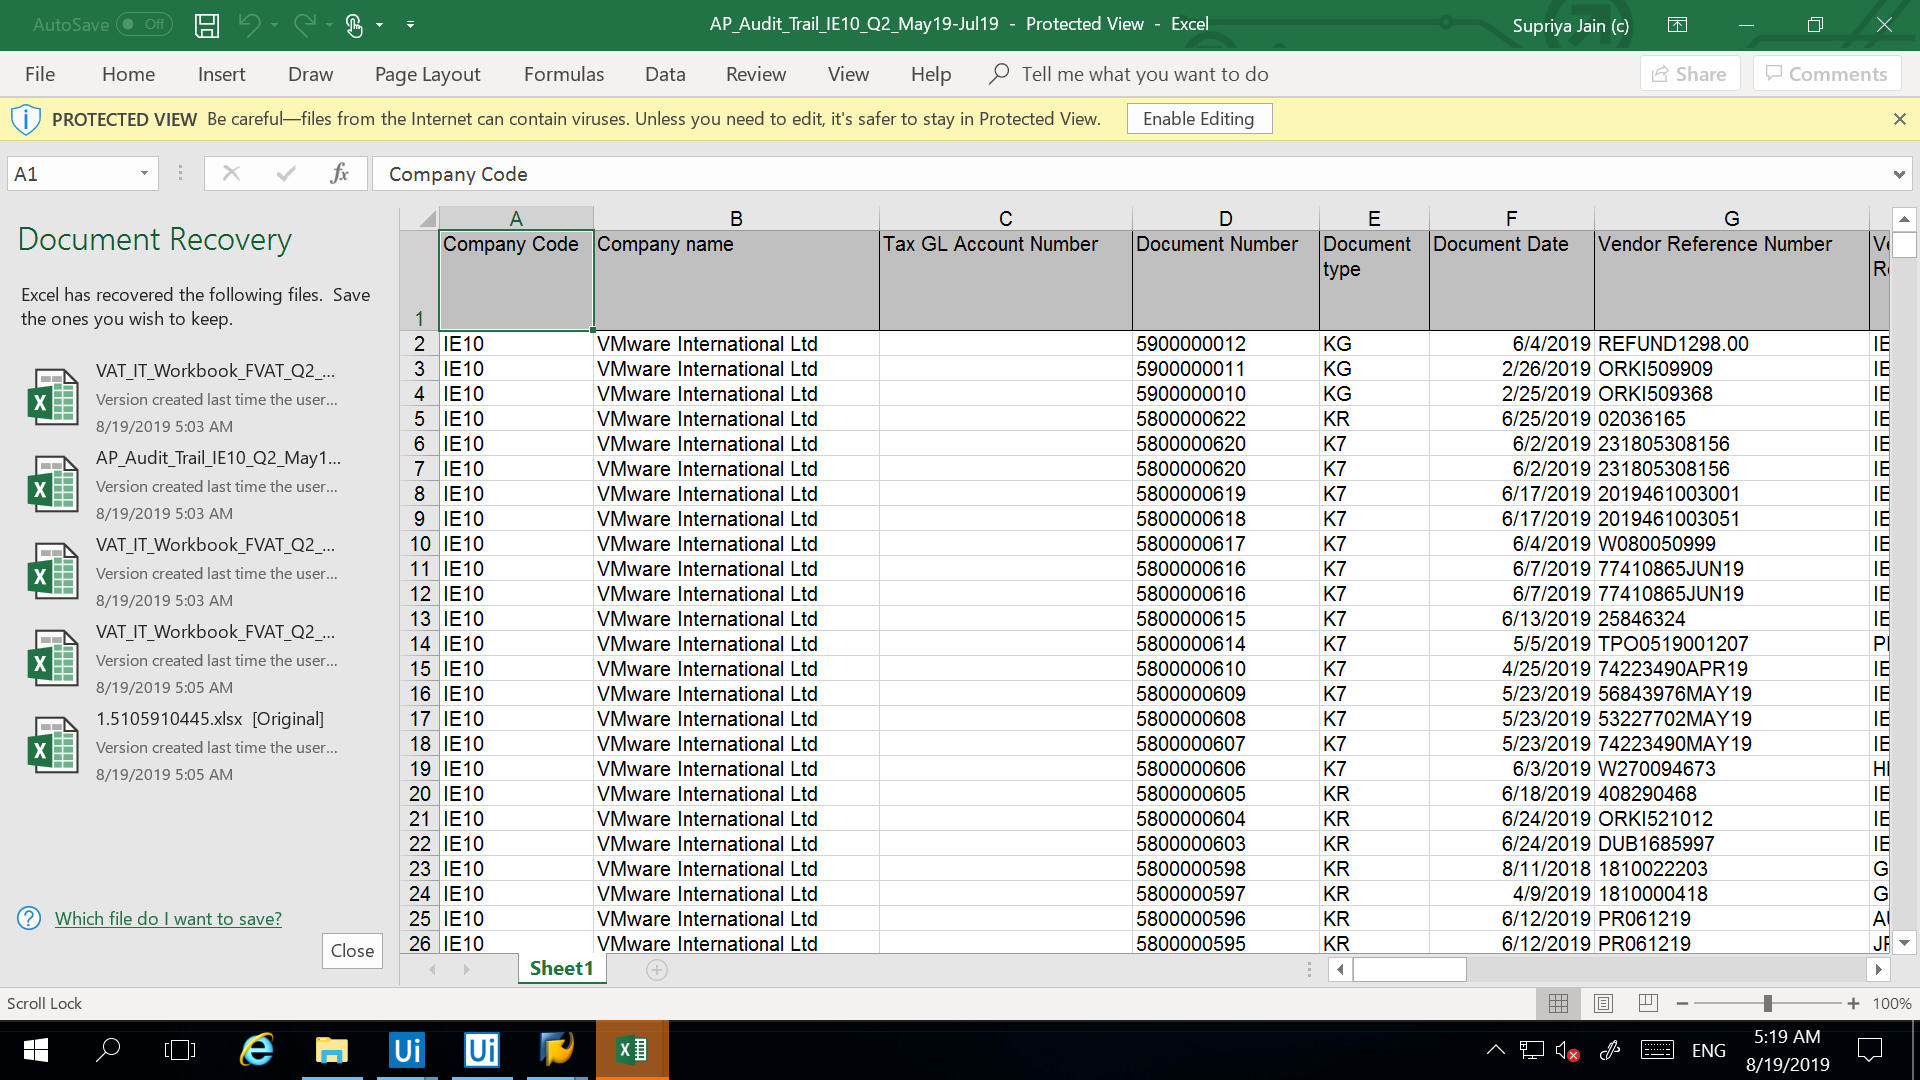 AutoSave Off AP_Audit_Trail_IE10_Q2_May19-Jul19 - Protected View - Excel Supriya Jain (c)
File Home Insert Draw Page Layout Formulas Data Review View Help Tell me what you want to do Share Comments
PROTECTED VIEW Be careful—files from the Internet can contain viruses. Unless you need to edit, it's safer to stay in Protected View. Enable Editing
A1 fx Company Code
Document Recovery
Excel has recovered the following files. Save
the ones you wish to keep.
VAT_IT_Workbook_FVAT_Q2_...
Version created last time the user...
8/19/2019 5:03 AM
AP_Audit_Trail_IE10_Q2_May1...
Version created last time the user...
8/19/2019 5:03 AM
VAT_IT_Workbook_FVAT_Q2_...
Version created last time the user...
8/19/2019 5:03 AM
VAT_IT_Workbook_FVAT_Q2_...
Version created last time the user...
8/19/2019 5:05 AM
1.5105910445.xlsx [Original]
Version created last time the user...
8/19/2019 5:05 AM
Which file do I want to save?
Close
A B C D E F G
1 Company Code Company name Tax GL Account Number Document Number Document type Document Date Vendor Reference Number
2 IE10 VMware International Ltd 5900000012 KG 6/4/2019 REFUND1298.00 IE
3 IE10 VMware International Ltd 5900000011 KG 2/26/2019 ORKI509909 IE
4 IE10 VMware International Ltd 5900000010 KG 2/25/2019 ORKI509368 IE
5 IE10 VMware International Ltd 5800000622 KR 6/25/2019 02036165 IE
6 IE10 VMware International Ltd 5800000620 K7 6/2/2019 231805308156 IE
7 IE10 VMware International Ltd 5800000620 K7 6/2/2019 231805308156 IE
8 IE10 VMware International Ltd 5800000619 K7 6/17/2019 2019461003001 IE
9 IE10 VMware International Ltd 5800000618 K7 6/17/2019 2019461003051 IE
10 IE10 VMware International Ltd 5800000617 K7 6/4/2019 W080050999 IE
11 IE10 VMware International Ltd 5800000616 K7 6/7/2019 77410865JUN19 IE
12 IE10 VMware International Ltd 5800000616 K7 6/7/2019 77410865JUN19 IE
13 IE10 VMware International Ltd 5800000615 K7 6/13/2019 25846324 IE
14 IE10 VMware International Ltd 5800000614 K7 5/5/2019 TPO0519001207
15 IE10 VMware International Ltd 5800000610 K7 4/25/2019 74223490APR19 IE
16 IE10 VMware International Ltd 5800000609 K7 5/23/2019 56843976MAY19 IE
17 IE10 VMware International Ltd 5800000608 K7 5/23/2019 53227702MAY19 IE
18 IE10 VMware International Ltd 5800000607 K7 5/23/2019 74223490MAY19 IE
19 IE10 VMware International Ltd 5800000606 K7 6/3/2019 W270094673
20 IE10 VMware International Ltd 5800000605 KR 6/18/2019 408290468 IE
21 IE10 VMware International Ltd 5800000604 KR 6/24/2019 ORKI521012 IE
22 IE10 VMware International Ltd 5800000603 KR 6/24/2019 DUB1685997 IE
23 IE10 VMware International Ltd 5800000598 KR 8/11/2018 1810022203 G
24 IE10 VMware International Ltd 5800000597 KR 4/9/2019 1810000418 G
25 IE10 VMware International Ltd 5800000596 KR 6/12/2019 PR061219
26 IE10 VMware International Ltd 5800000595 KR 6/12/2019 PR061219
Sheet1
Scroll Lock 100%
Ui Ui ENG 5:19 AM
8/19/2019